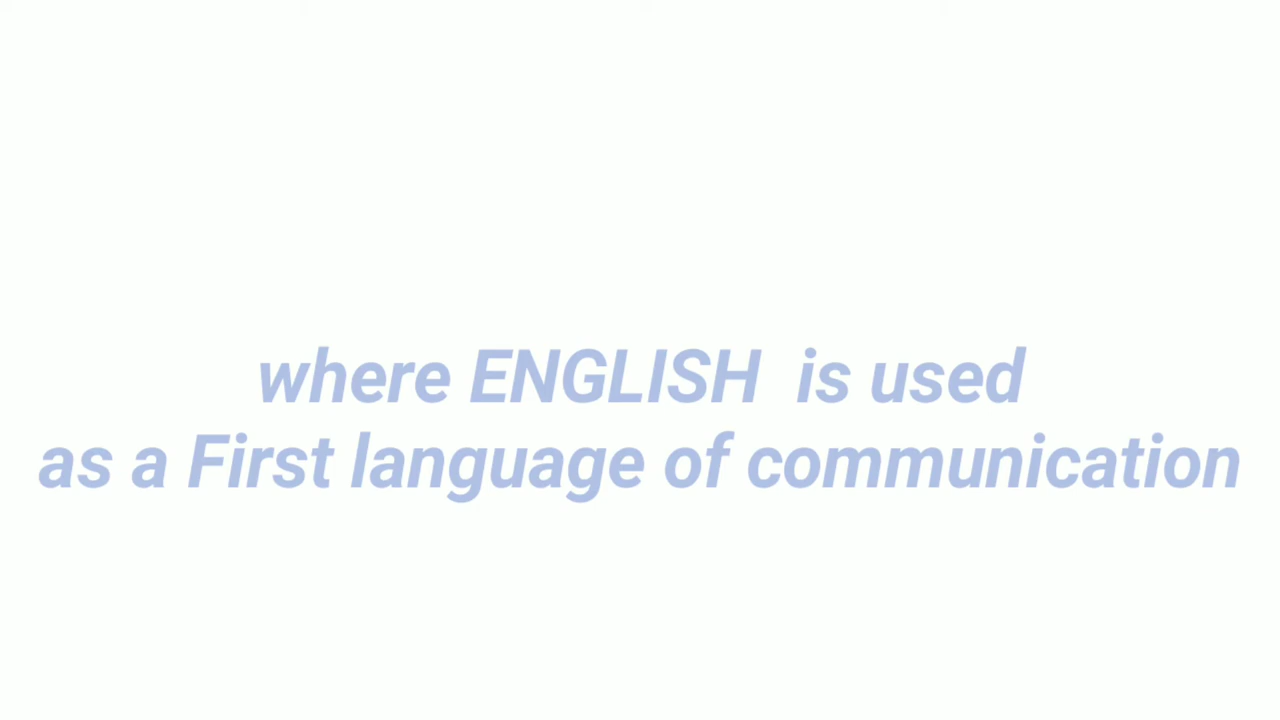 where ENGLISH is used
as a First language of communication